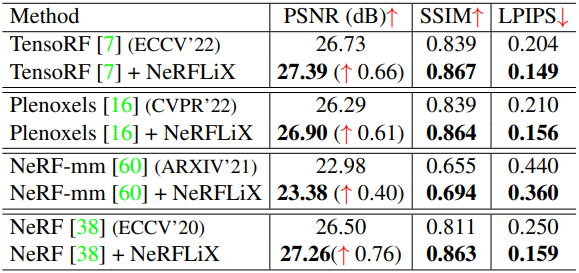 Method PSNR (dB)↑ SSIM↑ LPIPS↓
TensoRF [7] (ECCV'22) 26.73 0.839 0.204
TensoRF [7] + NeRFLiX 27.39 (↑ 0.66) 0.867 0.149
Plenoxels [16] (CVPR'22) 26.29 0.839 0.210
Plenoxels [16] + NeRFLiX 26.90 (↑ 0.61) 0.864 0.156
NeRF-mm [60] (ARXIV'21) 22.98 0.655 0.440
NeRF-mm [60] + NeRFLiX 23.38 (↑ 0.40) 0.694 0.360
NeRF [38] (ECCV'20) 26.50 0.811 0.250
NeRF [38] + NeRFLiX 27.26(↑ 0.76) 0.863 0.159